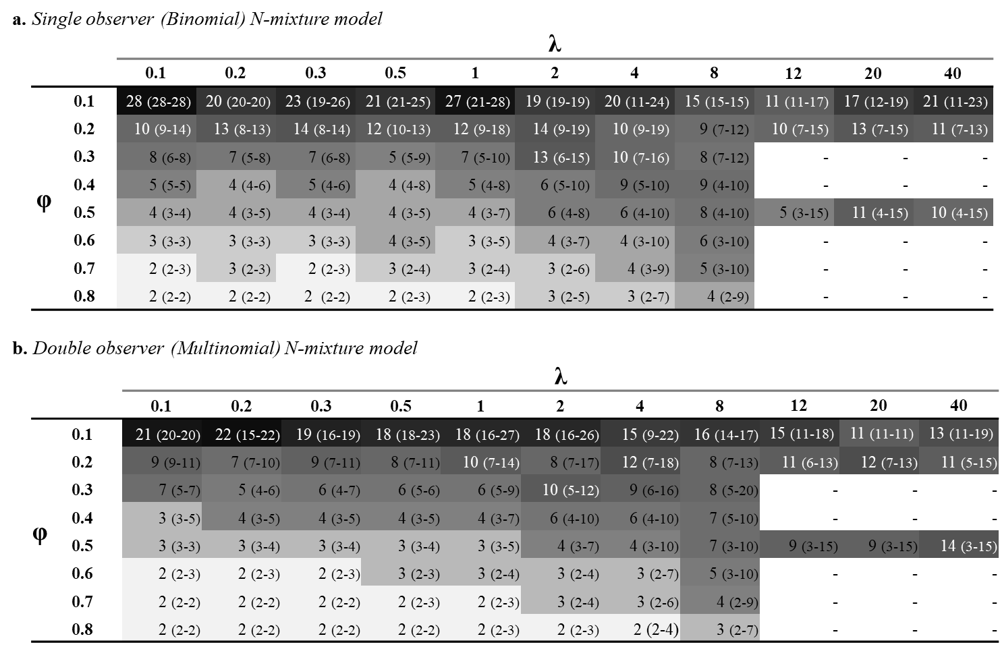 a. Single observer (Binomial) N-mixture model
λ
0.1 0.2 0.3 0.5 1 2 4 8 12 20 40
0.1 28 (28-28) 20 (20-20) 23 (19-26) 21 (21-25) 27 (21-28) 19 (19-19) 20 (11-24) 15 (15-15) 11 (11-17) 17 (12-19) 21 (11-23)
0.2 10 (9-14) 13 (8-13) 14 (8-14) 12 (10-13) 12 (9-18) 14 (9-19) 10 (9-19) 9 (7-12) 10 (7-15) 13 (7-15) 11 (7-13)
0.3 8 (6-8) 7 (5-8) 7 (6-8) 5 (5-9) 7 (5-10) 13 (6-15) 10 (7-16) 8 (7-12) - - -
0.4 5 (5-5) 4 (4-6) 5 (4-6) 4 (4-8) 5 (4-8) 6 (5-10) 9 (5-10) 9 (4-10) - - -
φ
0.5 4 (3-4) 4 (3-5) 4 (3-4) 4 (3-5) 4 (3-7) 6 (4-8) 6 (4-10) 8 (4-10) 5 (3-15) 11 (4-15) 10 (4-15)
0.6 3 (3-3) 3 (3-3) 3 (3-3) 4 (3-5) 3 (3-5) 4 (3-7) 4 (3-10) 6 (3-10) - - -
0.7 2 (2-3) 3 (2-3) 2 (2-3) 3 (2-4) 3 (2-4) 3 (2-6) 4 (3-9) 5 (3-10) - - -
0.8 2 (2-2) 2 (2-2) 2 (2-2) 2 (2-3) 2 (2-3) 3 (2-5) 3 (2-7) 4 (2-9) - - -
b. Double observer (Multinomial) N-mixture model
λ
0.1 0.2 0.3 0.5 1 2 4 8 12 20 40
0.1 21 (20-20) 22 (15-22) 19 (16-19) 18 (18-23) 18 (16-27) 18 (16-26) 15 (9-22) 16 (14-17) 15 (11-18) 11 (11-11) 13 (11-19)
0.2 9 (9-11) 7 (7-10) 9 (7-11) 8 (7-11) 10 (7-14) 8 (7-17) 12 (7-18) 8 (7-13) 11 (6-13) 12 (7-13) 11 (5-15)
0.3 7 (5-7) 5 (4-6) 6 (4-7) 6 (5-6) 6 (5-9) 10 (5-12) 9 (6-16) 8 (5-20) - - -
0.4 3 (3-5) 4 (3-5) 4 (3-5) 4 (3-5) 4 (3-7) 6 (4-10) 6 (4-10) 7 (5-10) - - -
φ
0.5 3 (3-3) 3 (3-4) 3 (3-4) 3 (3-4) 3 (3-5) 4 (3-7) 4 (3-10) 7 (3-10) 9 (3-15) 9 (3-15) 14 (3-15)
0.6 2 (2-3) 2 (2-3) 2 (2-3) 3 (2-3) 3 (2-4) 3 (2-4) 3 (2-7) 5 (3-10) - - -
0.7 2 (2-2) 2 (2-2) 2 (2-2) 2 (2-3) 2 (2-3) 3 (2-4) 3 (2-6) 4 (2-9) - - -
0.8 2 (2-2) 2 (2-2) 2 (2-2) 2 (2-2) 2 (2-3) 2 (2-3) 2 (2-4) 3 (2-7) - - -